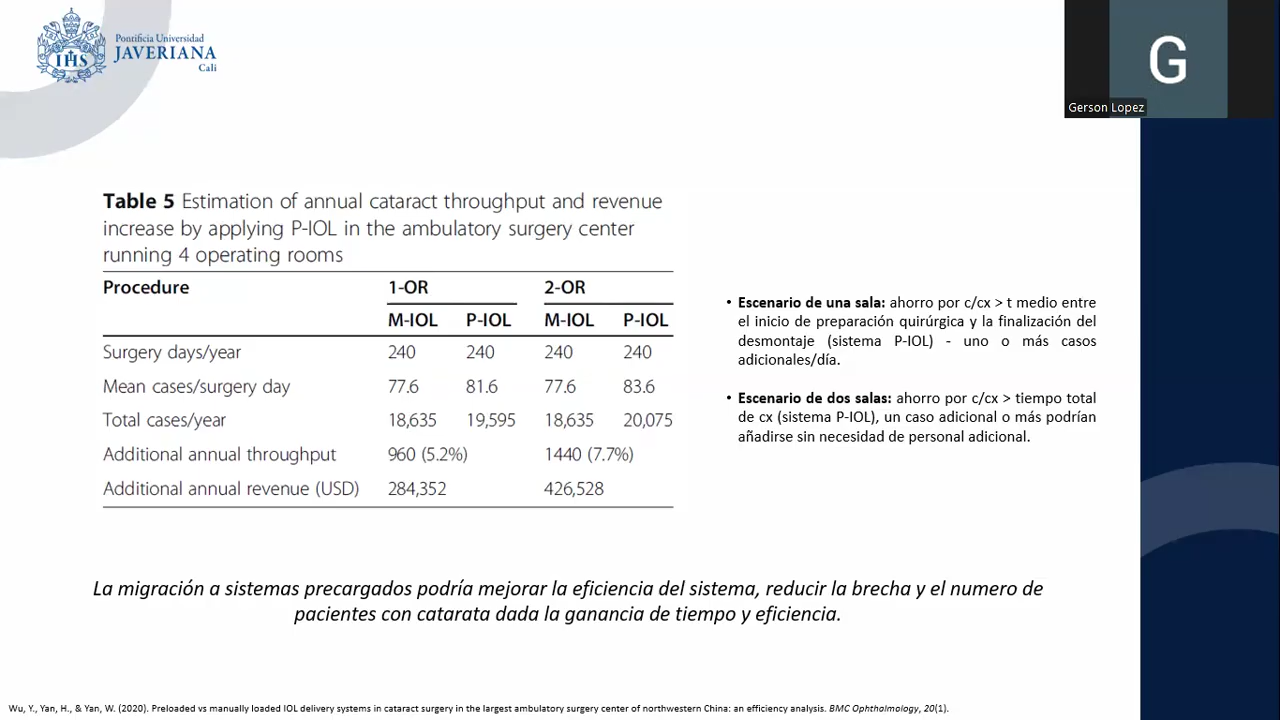 Pontificia Universidad
JAVERIANA
Cali
IHS
G
Gerson Lopez
Table 5 Estimation of annual cataract throughput and revenue
increase by applying P-IOL in the ambulatory surgery center
running 4 operating rooms
Procedure 1-OR 2-OR
M-IOL P-IOL M-IOL P-IOL
Surgery days/year 240 240 240 240
Mean cases/surgery day 77.6 81.6 77.6 83.6
Total cases/year 18,635 19,595 18,635 20,075
Additional annual throughput 960 (5.2%) 1440 (7.7%)
Additional annual revenue (USD) 284,352 426,528
• Escenario de una sala: ahorro por c/cx > t medio entre
el inicio de preparación quirúrgica y la finalización del
desmontaje (sistema P-IOL) - uno o más casos
adicionales/día.
• Escenario de dos salas: ahorro por c/cx > tiempo total
de cx (sistema P-IOL), un caso adicional o más podrían
añadirse sin necesidad de personal adicional.
La migración a sistemas precargados podría mejorar la eficiencia del sistema, reducir la brecha y el numero de
pacientes con catarata dada la ganancia de tiempo y eficiencia.
Wu, Y., Yan, H., & Yan, W. (2020). Preloaded vs manually loaded IOL delivery systems in cataract surgery in the largest ambulatory surgery center of northwestern China: an efficiency analysis. BMC Ophthalmology, 20(1).